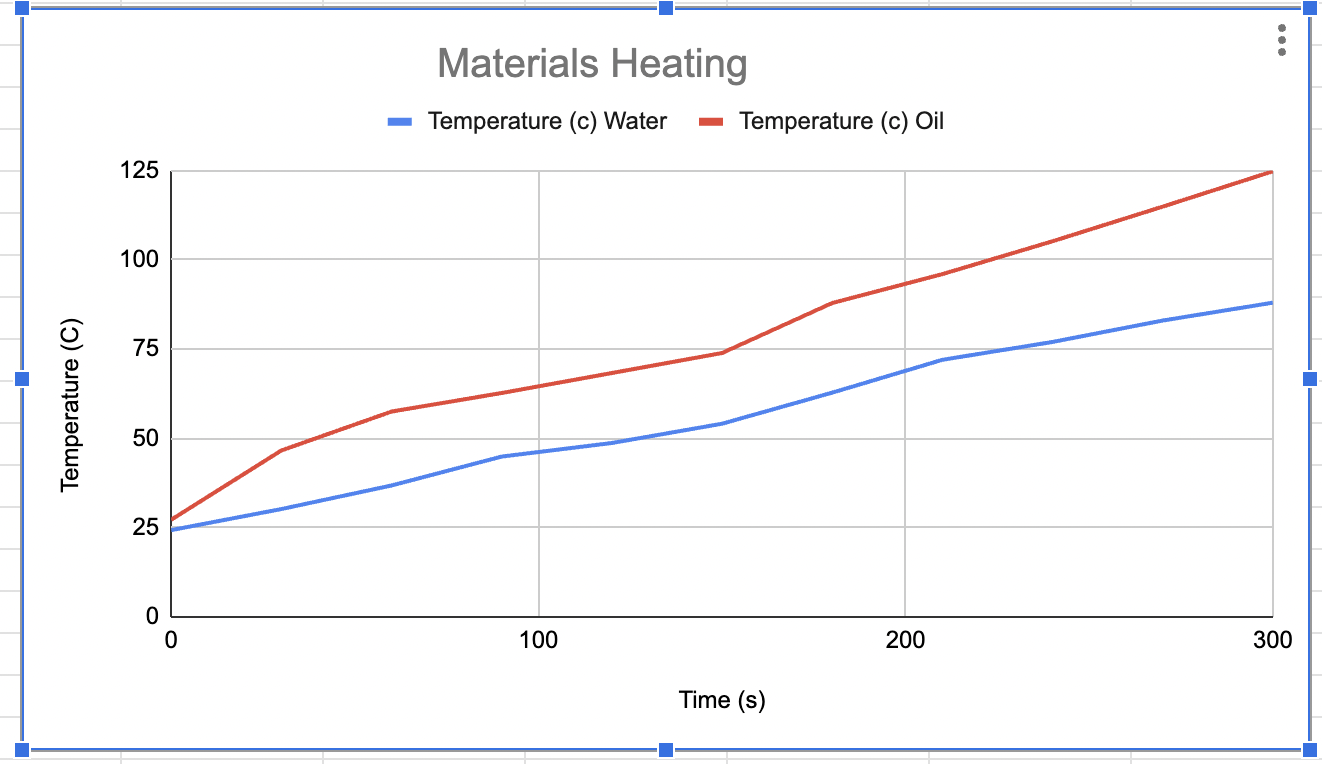 Materials Heating
Temperature (c) Water Temperature (c) Oil
125
100
75
50
25
0
Temperature (C)
0 100 200 300
Time (s)